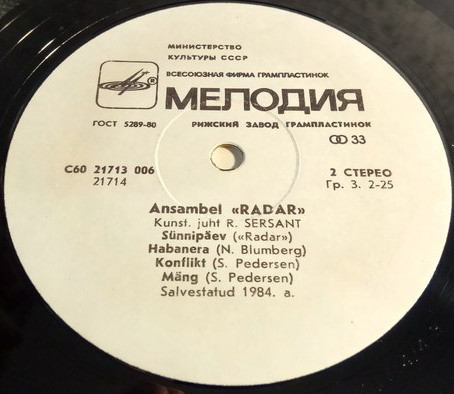 МИНИСТЕРСТВО
КУЛЬТУРЫ СССР
ВСЕСОЮЗНАЯ ФИРМА ГРАМПЛАСТИНОК
®
МЕЛОДИЯ
ГОСТ 5289-80 РИЖСКИЙ ЗАВОД ГРАМПЛАСТИНОК
33
С60 21713 006 2 СТЕРЕО
21714 Гр. 3. 2-25
Ansambel «RADAR»
Kunst. juht R. SERSANT
Sünnipäev («Radar»)
Habanera (N. Blumberg)
Konflikt (S. Pedersen)
Mäng (S. Pedersen)
Salvestatud 1984. a.